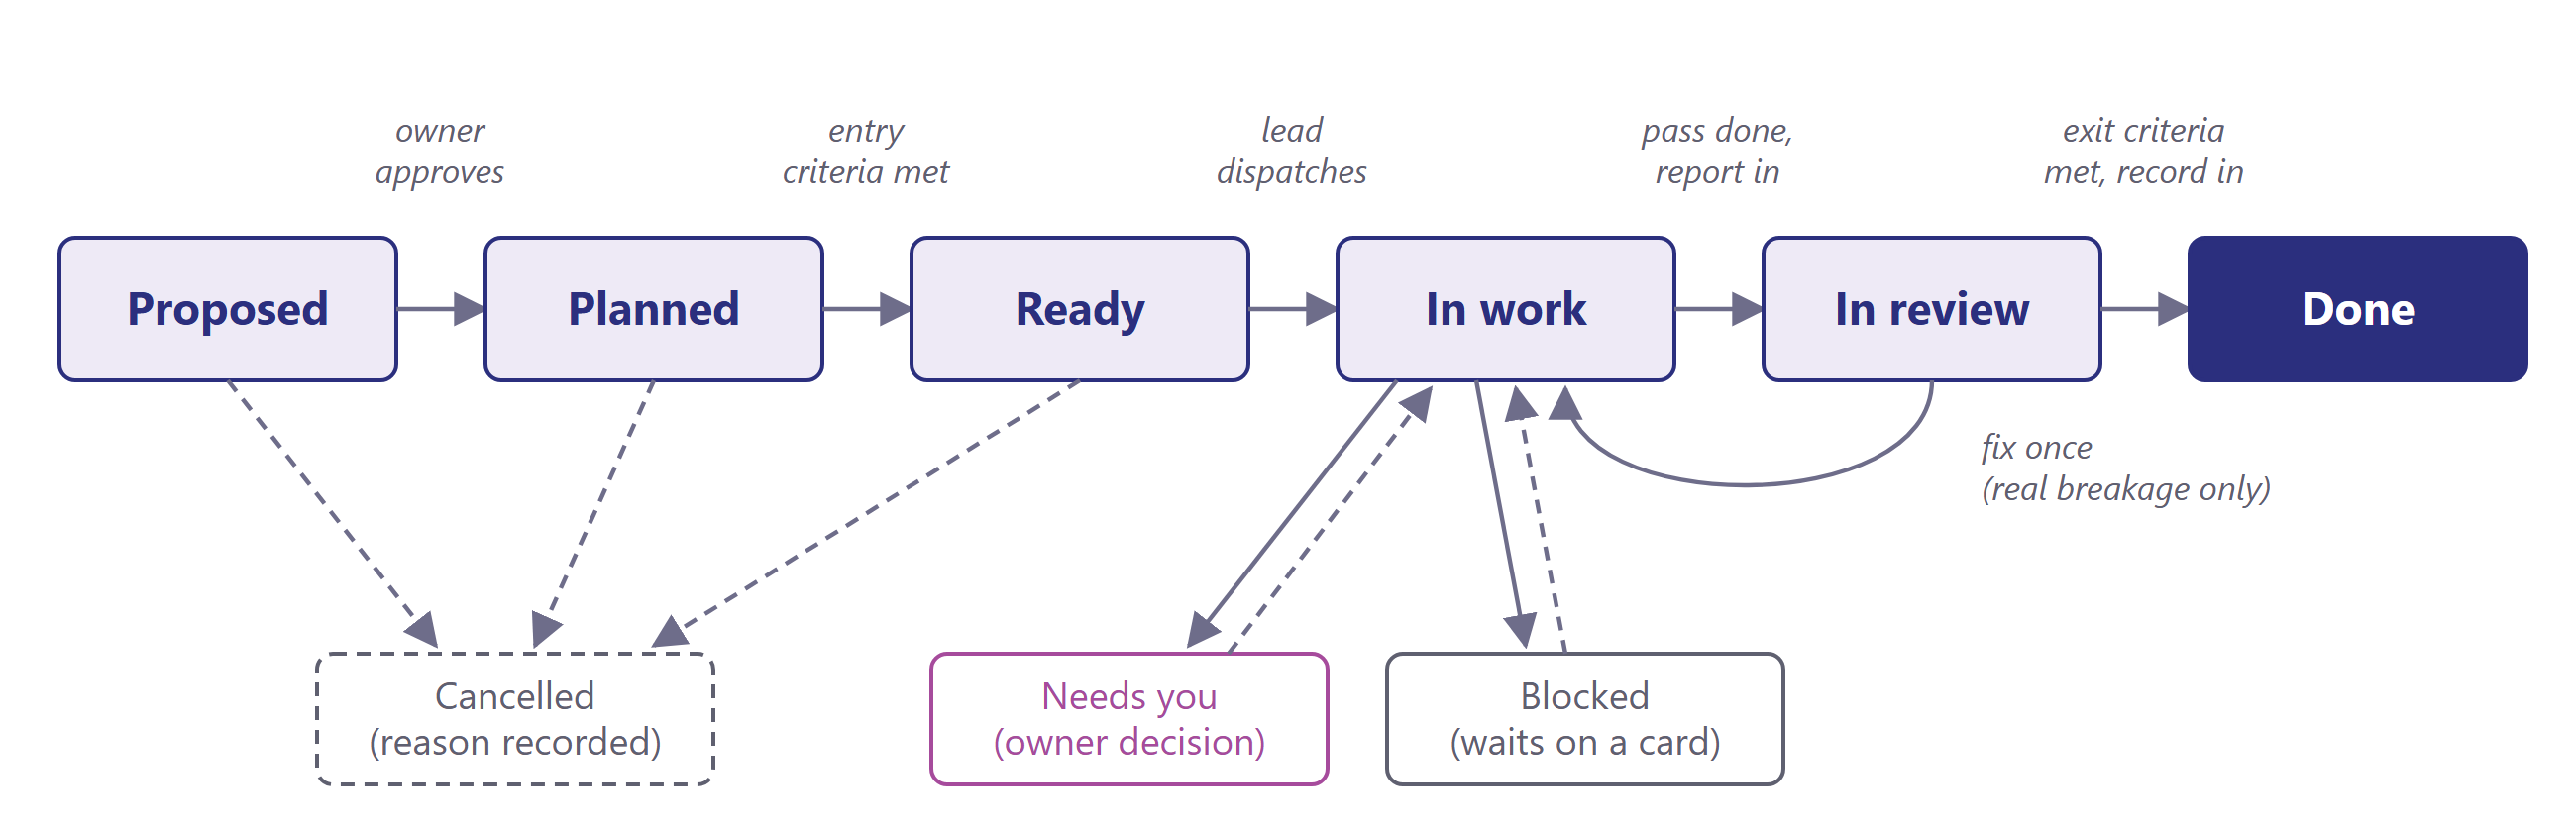 owner
approves
entry
criteria met
lead
dispatches
pass done,
report in
exit criteria
met, record in
Proposed
Planned
Ready
In work
In review
Done
fix once
(real breakage only)
Cancelled
(reason recorded)
Needs you
(owner decision)
Blocked
(waits on a card)